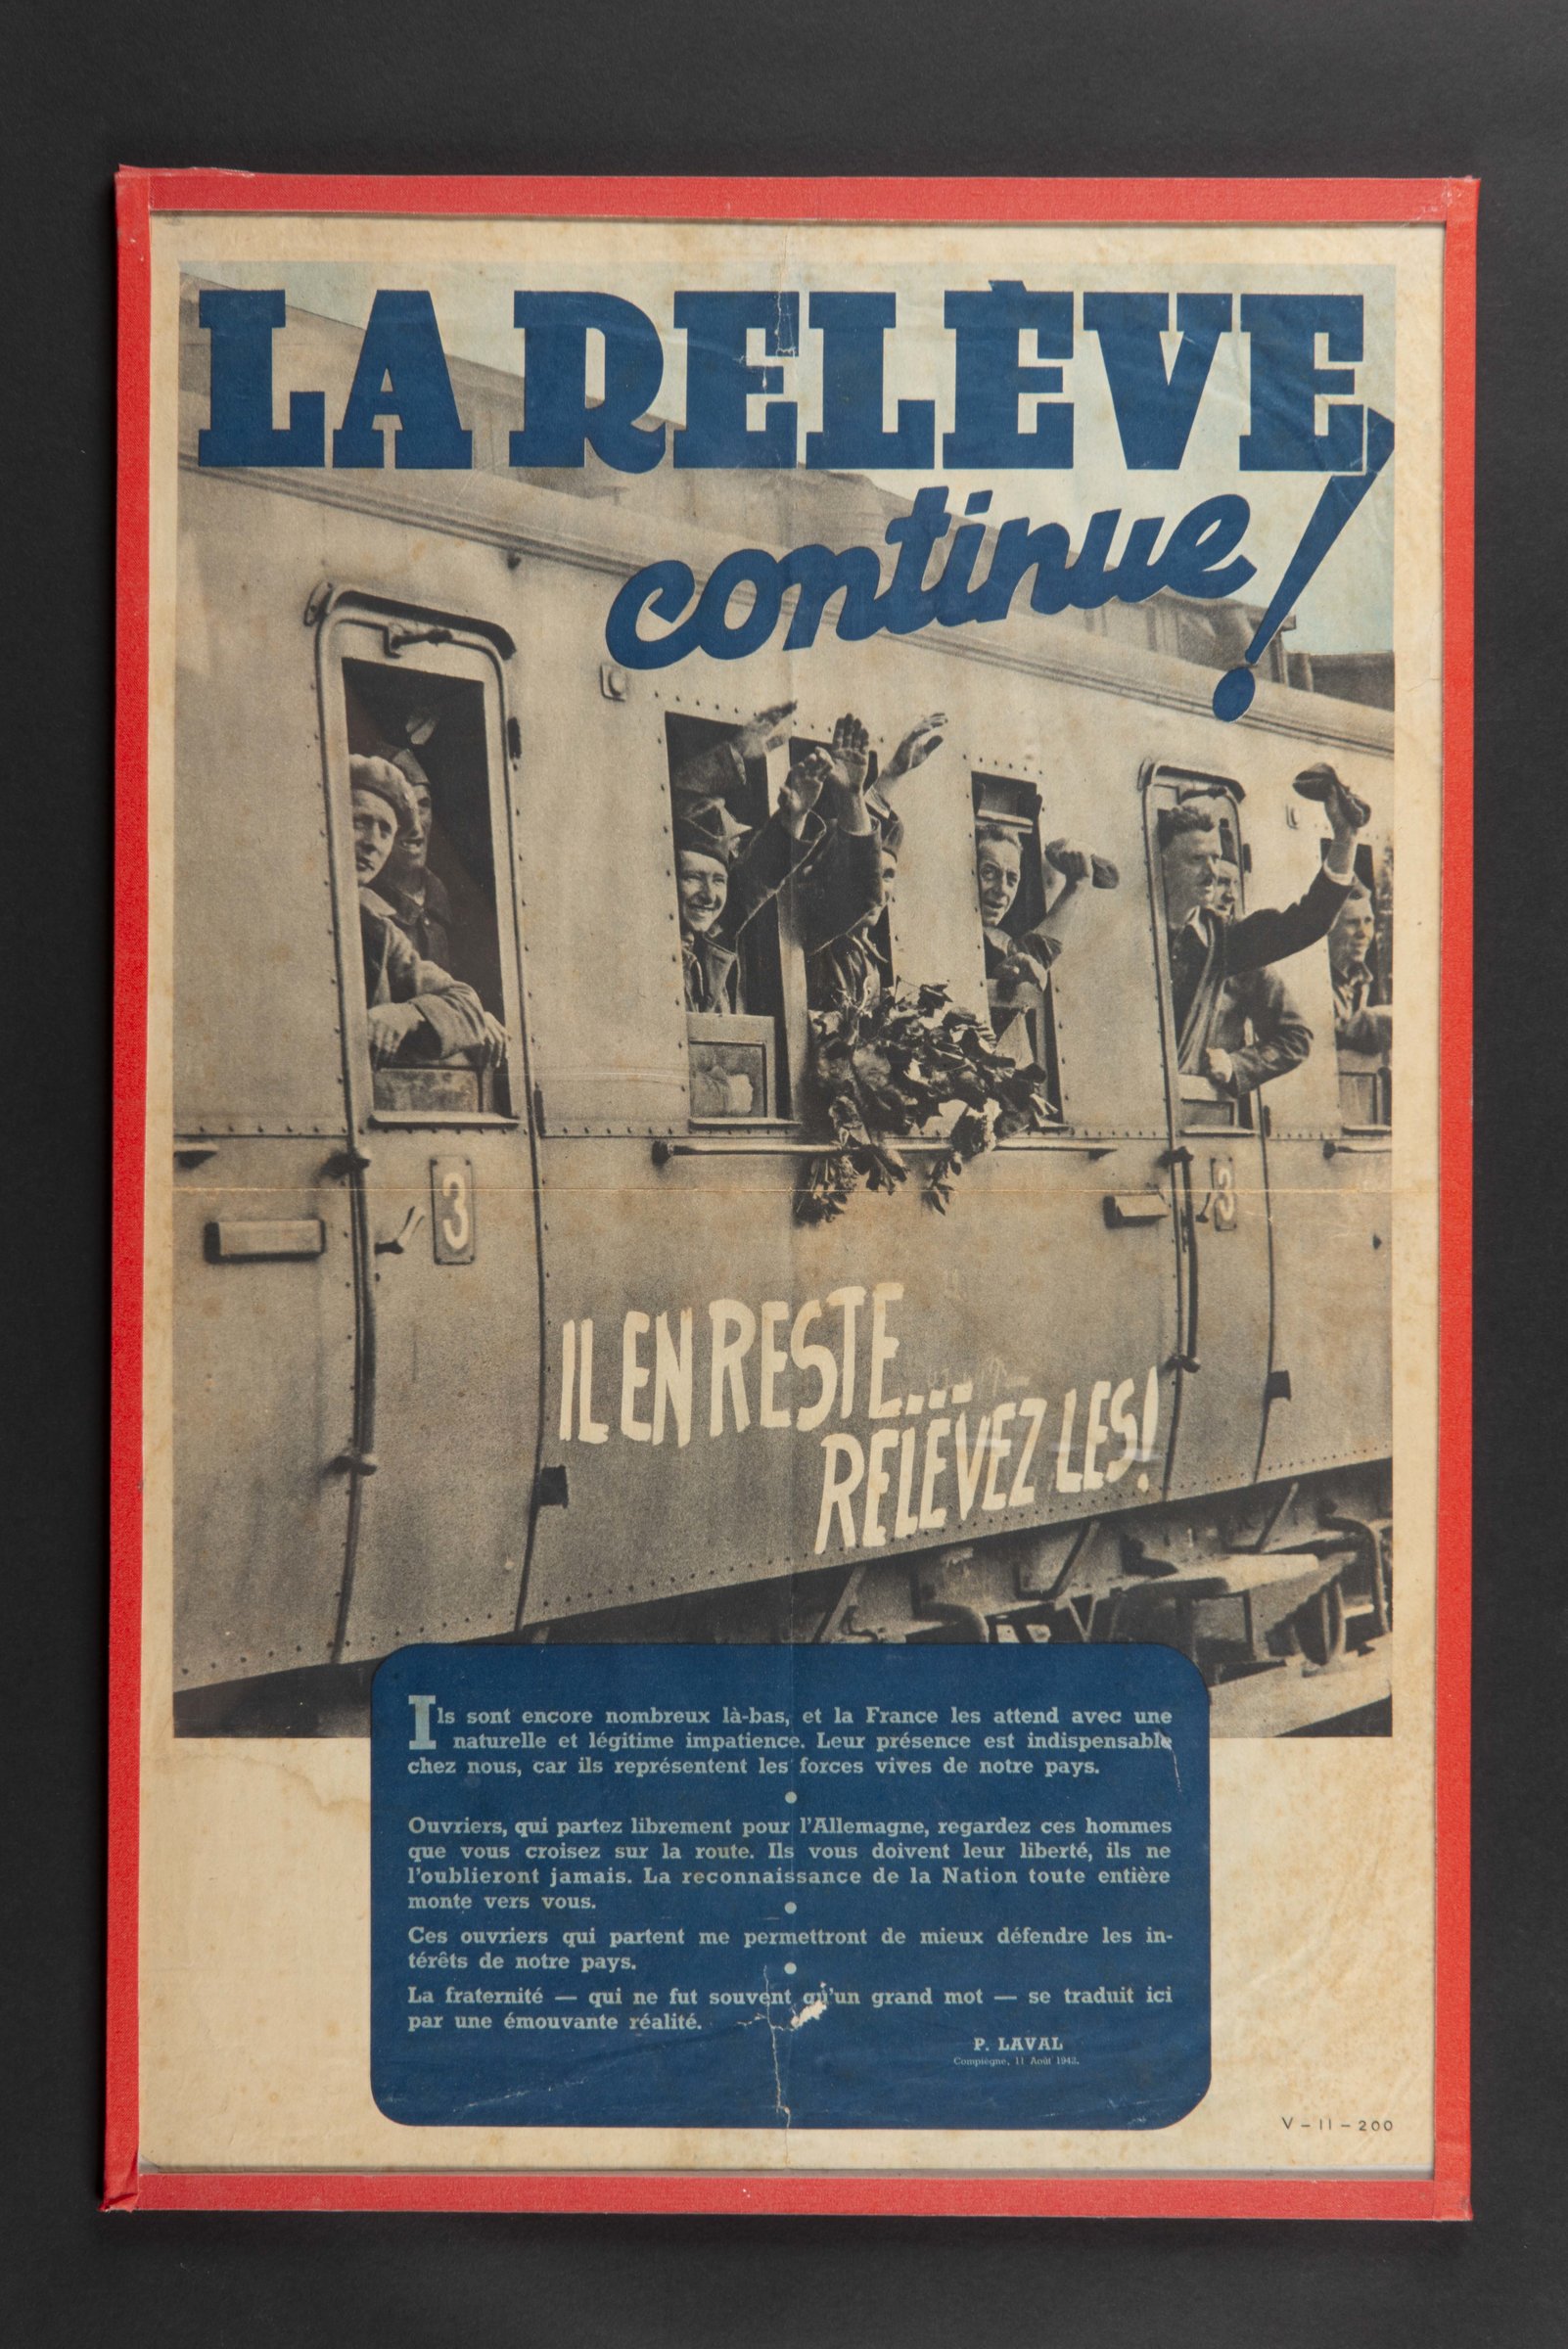 LA RELÈVE
continue!
3
3
IL EN RESTE...
RELEVEZ LES!
Ils sont encore nombreux là-bas, et la France les attend avec une
naturelle et légitime impatience. Leur présence est indispensable
chez nous, car ils représentent les forces vives de notre pays.
Ouvriers, qui partez librement pour l'Allemagne, regardez ces hommes
que vous croisez sur la route. Ils vous doivent leur liberté, ils ne
l'oublieront jamais. La reconnaissance de la Nation toute entière
monte vers vous.
Ces ouvriers qui partent me permettront de mieux défendre les in-
térêts de notre pays.
La fraternité — qui ne fut souvent qu'un grand mot — se traduit ici
par une émouvante réalité.
P. LAVAL
Compiègne, 11 Août 1942.
V - II - 200